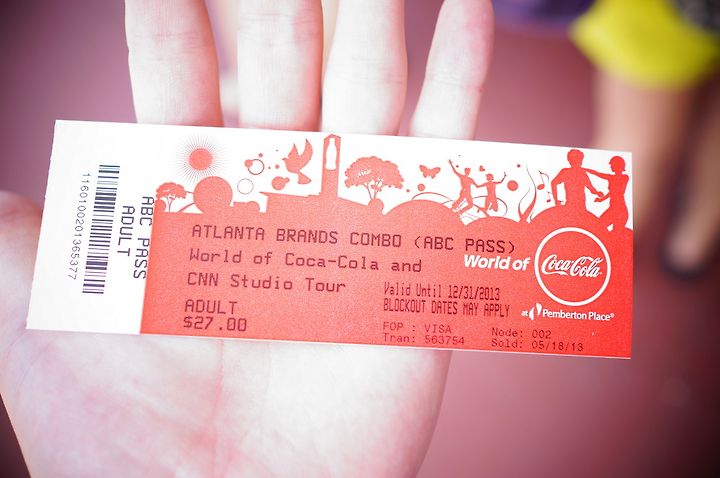 1160100201365377
ABC PASS
ADULT
ATLANTA BRANDS COMBO (ABC PASS)
World of Coca-Cola and
CNN Studio Tour
ADULT
$27.00
World of
Coca-Cola
Valid Until 12/31/2013
BLOCKOUT DATES MAY APPLY
at Pemberton Place®
FOP : VISA
Tran: 563754
Node: 002
Sold: 05/18/13